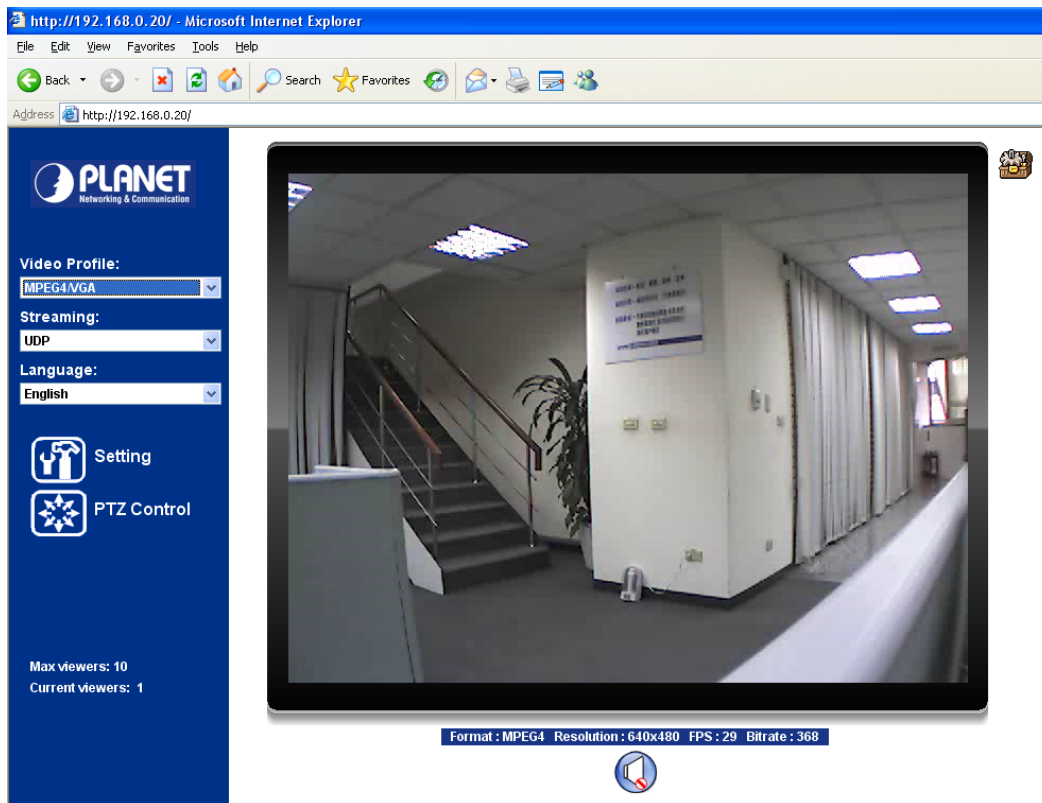 http://192.168.0.20/ - Microsoft Internet Explorer
File Edit View Favorites Tools Help
Back Search Favorites
Address http://192.168.0.20/
PLANET
Networking & Communication
Video Profile:
MPEG4/VGA
Streaming:
UDP
Language:
English
Setting
PTZ Control
Max viewers: 10
Current viewers: 1
Format : MPEG4 Resolution : 640x480 FPS : 29 Bitrate : 368